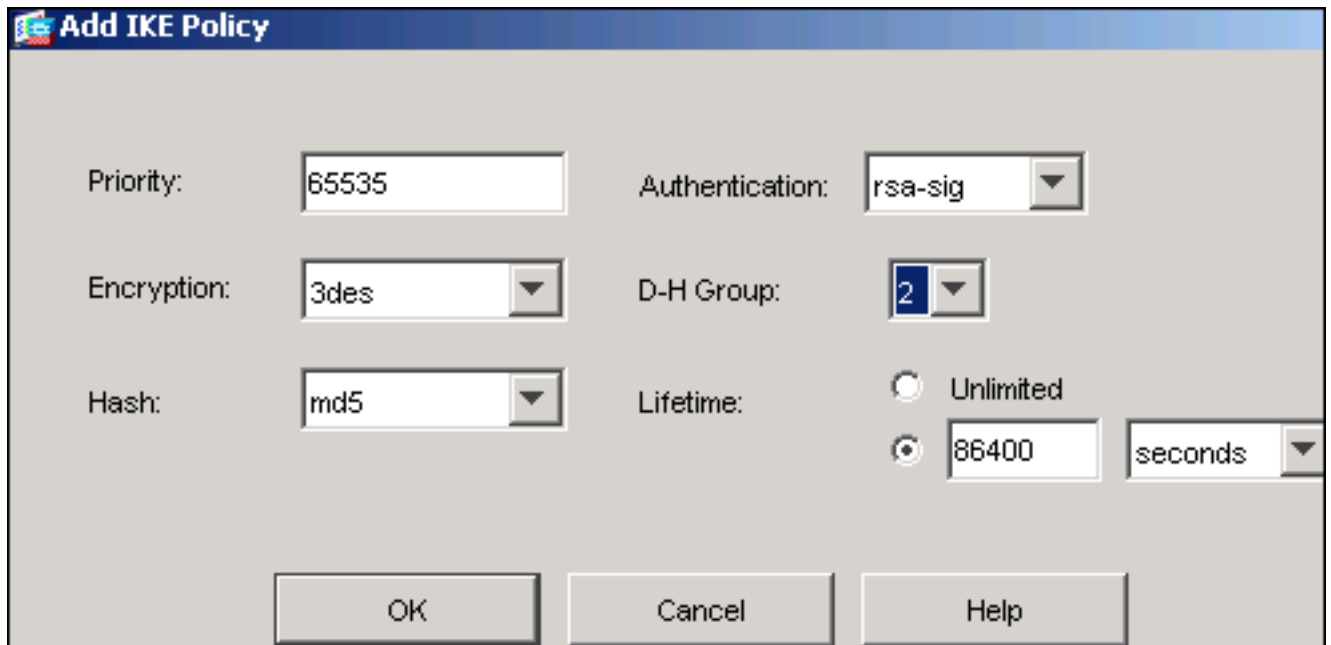 Add IKE Policy
Priority: 65535 Authentication: rsa-sig
Encryption: 3des D-H Group: 2
Hash: md5 Lifetime: Unlimited
86400 seconds
OK Cancel Help